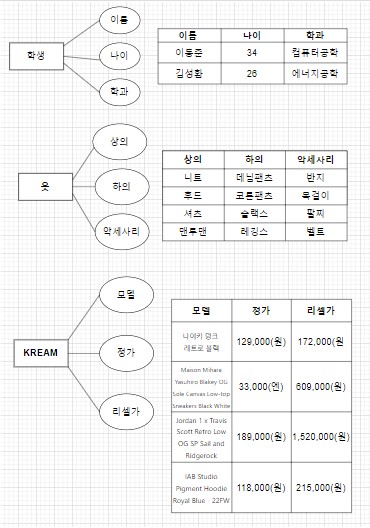 학생
이름
나이
학과
이름 나이 학과
이동준 34 컴퓨터공학
김성환 26 에너지공학
옷
상의
하의
악세사리
상의 하의 악세사리
니트 데님팬츠 반지
후드 코튼팬츠 목걸이
셔츠 슬랙스 팔찌
맨투맨 레깅스 벨트
KREAM
모델
정가
리셀가
모델 정가 리셀가
나이키 덩크
레트로 블랙
129,000(원) 172,000(원
Maison Mihara
Yasuhiro Blakey OG
Sole Canvas Low-top
Sneakers Black White
33,000(엔) 609,000(원)
Jordan 1 x Travis
Scott Retro Low
OG SP Sail and
Ridgerock
189,000(원) 1,520,000(원)
IAB Studio
Pigment Hoodie
Royal Blue - 22FW
118,000(원) 215,000(원)